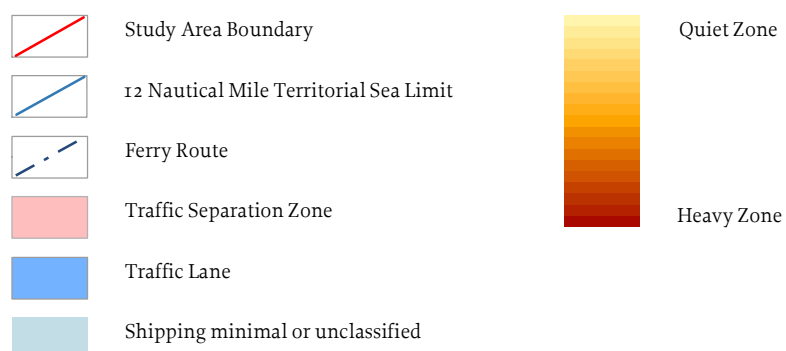 Study Area Boundary
12 Nautical Mile Territorial Sea Limit
Ferry Route
Traffic Separation Zone
Traffic Lane
Shipping minimal or unclassified
Quiet Zone
Heavy Zone